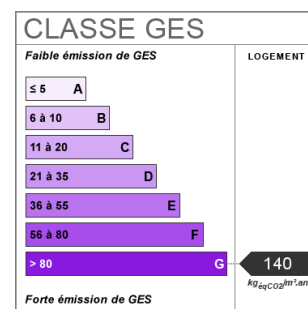 CLASSE GES
Faible émission de GES
LOGEMENT
≤ 5 A
6 à 10 B
11 à 20 C
21 à 35 D
36 à 55 E
56 à 80 F
> 80 G
140
kgéqCO2/m².an
Forte émission de GES